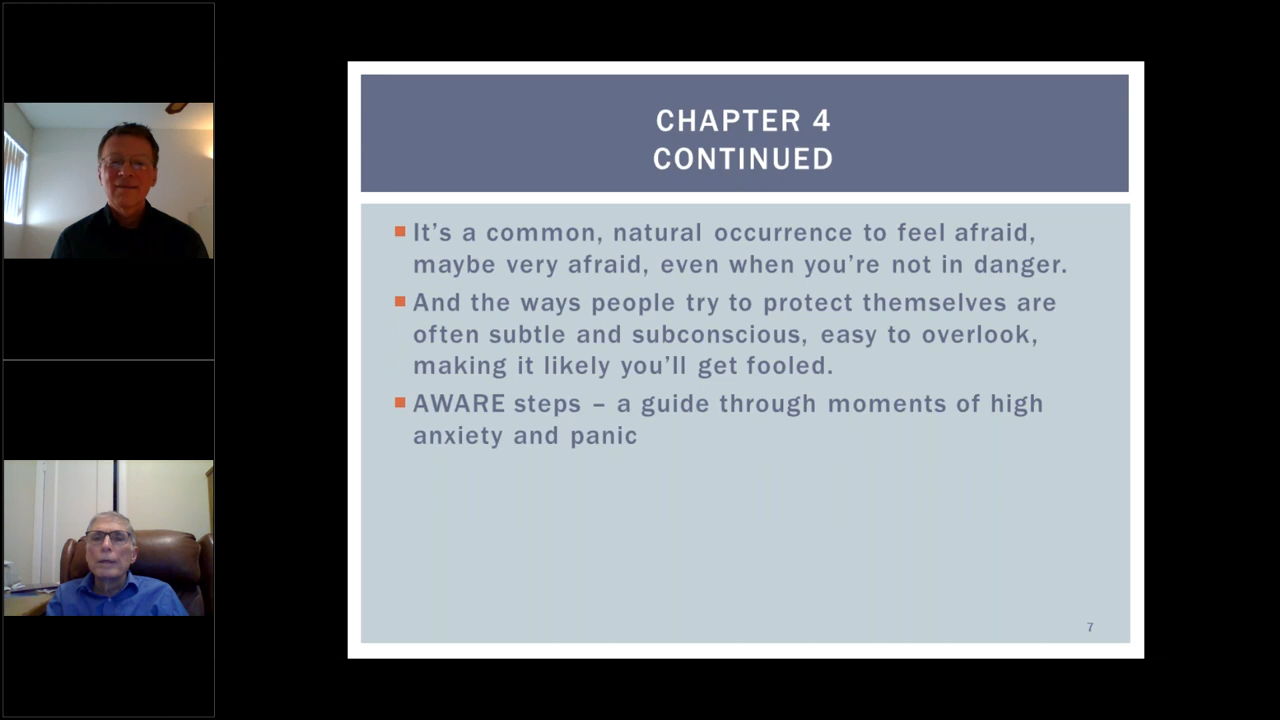 CHAPTER 4
CONTINUED
It’s a common, natural occurrence to feel afraid,
maybe very afraid, even when you’re not in danger.
And the ways people try to protect themselves are
often subtle and subconscious, easy to overlook,
making it likely you’ll get fooled.
AWARE steps – a guide through moments of high
anxiety and panic
7